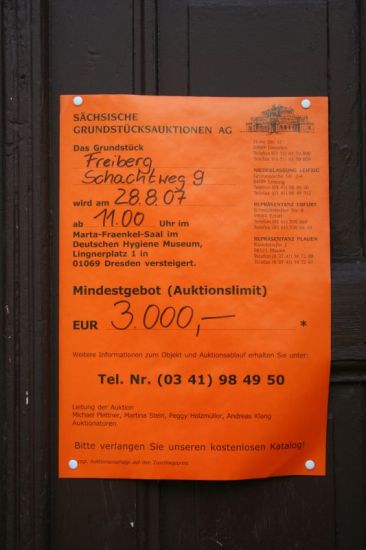 SÄCHSISCHE
GRUNDSTÜCKSAUKTIONEN AG
Das Grundstück
Freiberg
Schachtweg 9
wird am 28.8.07
ab 11.00 Uhr im
Marta-Fraenkel-Saal im
Deutschen Hygiene Museum,
Lingnerplatz 1 in
01069 Dresden versteigert.
NIEDERLASSUNG LEIPZIG
REPRÄSENTANZ ERFURT
REPRÄSENTANZ PLAUEN
Mindestgebot (Auktionslimit)
EUR 3.000,– *
Weitere Informationen zum Objekt und Auktionsablauf erhalten Sie unter:
Tel. Nr. (03 41) 98 49 50
Leitung der Auktion
Michael Plettner, Martina Stein, Peggy Holzmüller, Andreas Klang
Auktionatoren
Bitte verlangen Sie unseren kostenlosen Katalog!